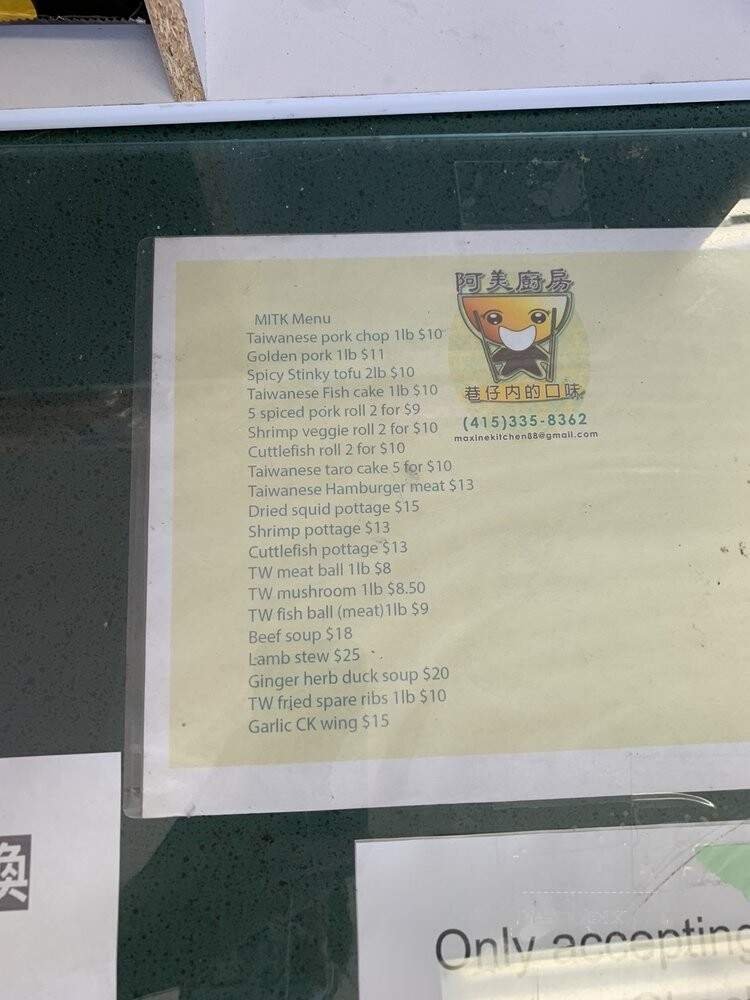 阿美廚房
巷仔内的口味
(415)335-8362
maxinekitchen88@gmail.com
MITK Menu
Taiwanese pork chop 1lb $10
Golden pork 1lb $11
Spicy Stinky tofu 2lb $10
Taiwanese Fish cake 1lb $10
5 spiced pork roll 2 for $9
Shrimp veggie roll 2 for $10
Cuttlefish roll 2 for $10
Taiwanese taro cake 5 for $10
Taiwanese Hamburger meat $13
Dried squid pottage $15
Shrimp pottage $13
Cuttlefish pottage $13
TW meat ball 1lb $8
TW mushroom 1lb $8.50
TW fish ball (meat)1lb $9
Beef soup $18
Lamb stew $25
Ginger herb duck soup $20
TW fried spare ribs 1lb $10
Garlic CK wing $15
換
Only accepting